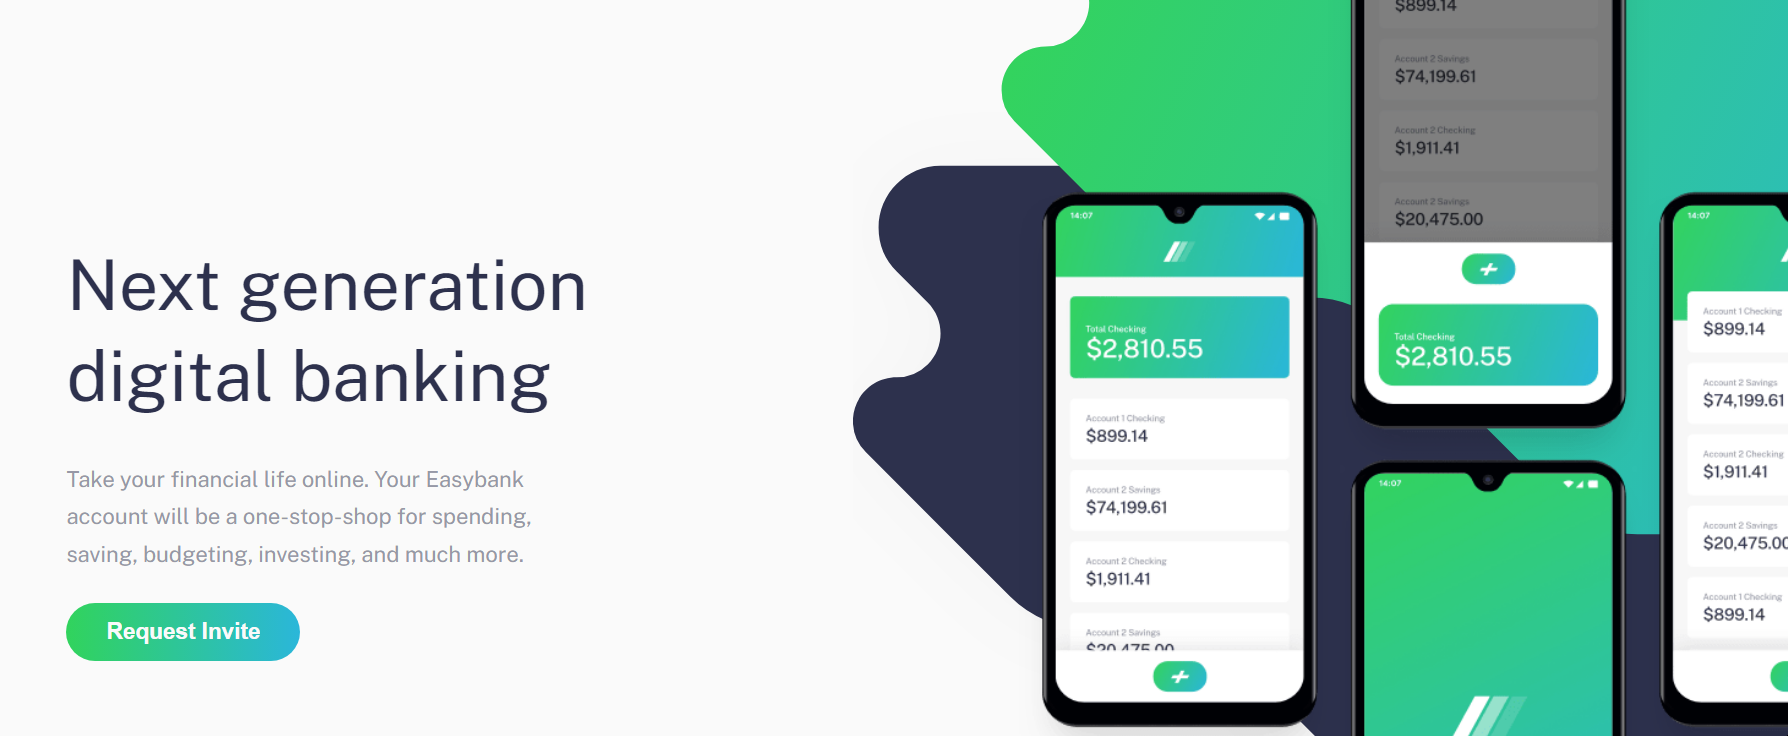 Next generation
digital banking
Take your financial life online. Your Easybank
account will be a one-stop-shop for spending,
saving, budgeting, investing, and much more.
Request Invite
14:07
Total Checking
$2,810.55
Account 1 Checking
$899.14
Account 2 Savings
$74,199.61
Account 2 Checking
$1,911.41
Account 2 Savings
$20,475.00
$899.14
Account 2 Savings
$74,199.61
Account 2 Checking
$1,911.41
Account 2 Savings
$20,475.00
Total Checking
$2,810.55
14:07
14:07
Account 1 Checking
$899.14
Account 2 Savings
$74,199.61
Account 2 Checking
$1,911.41
Account 2 Savings
$20,475.00
Account 1 Checking
$899.14